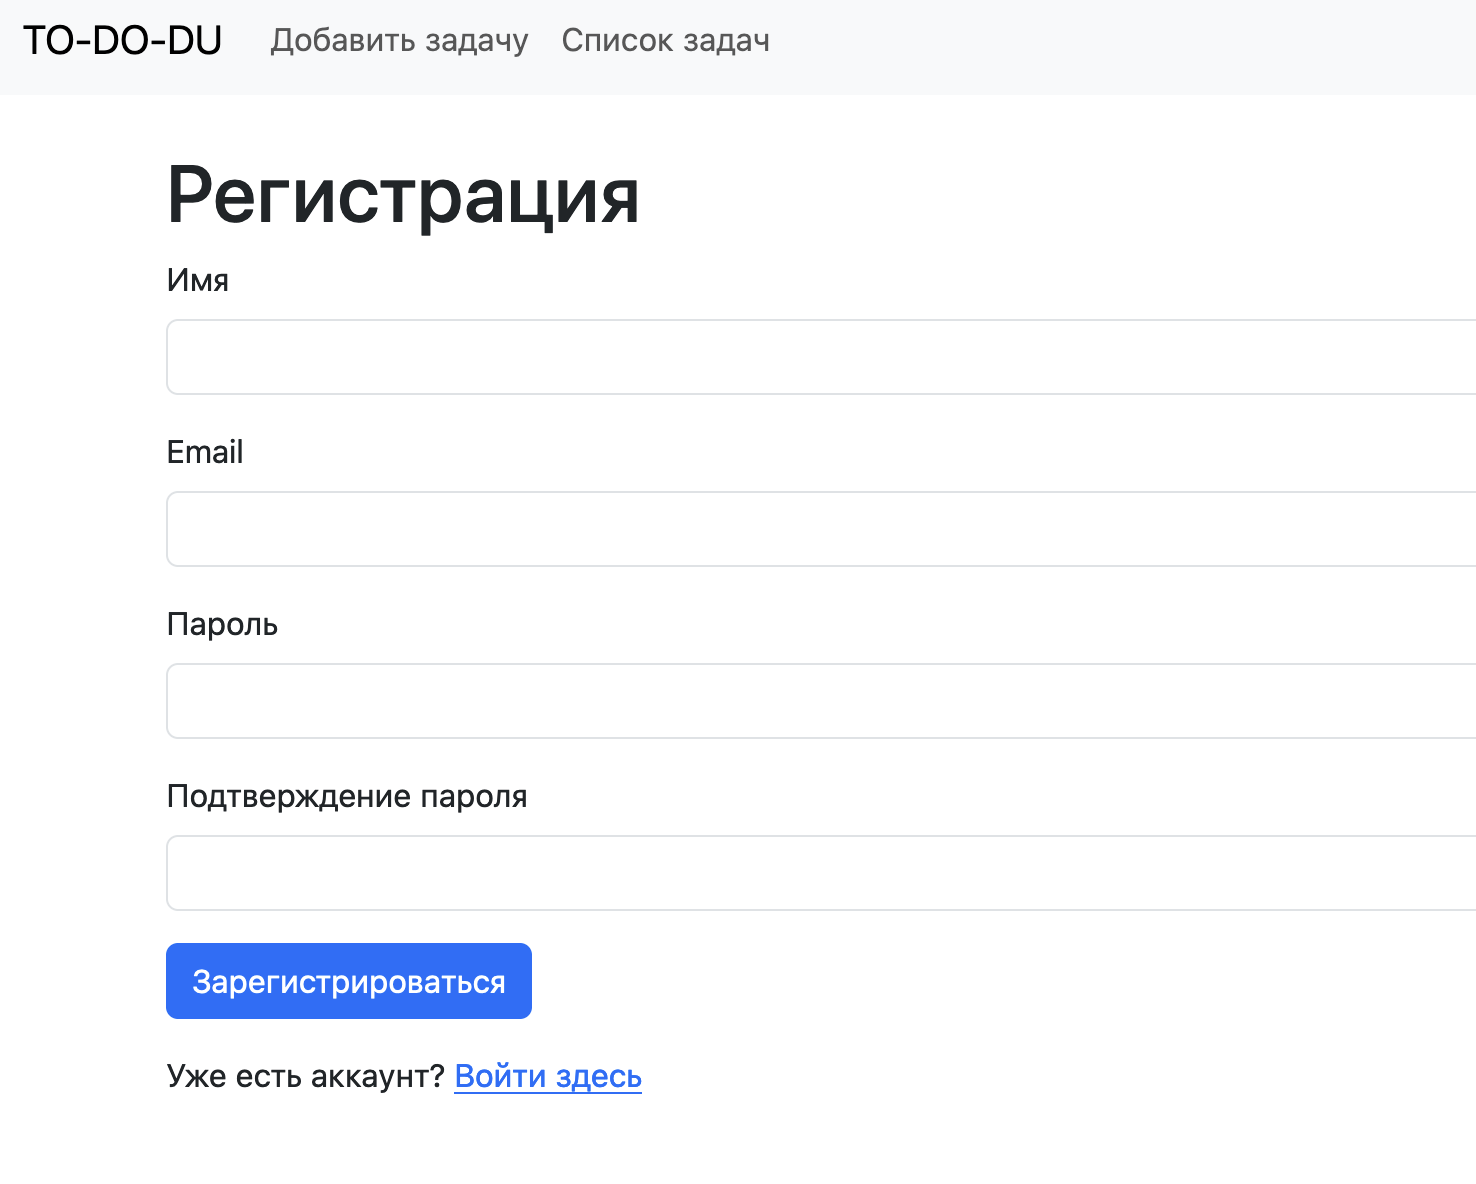 TO-DO-DU Добавить задачу Список задач
Регистрация
Имя
Email
Пароль
Подтверждение пароля
Зарегистрироваться
Уже есть аккаунт? Войти здесь